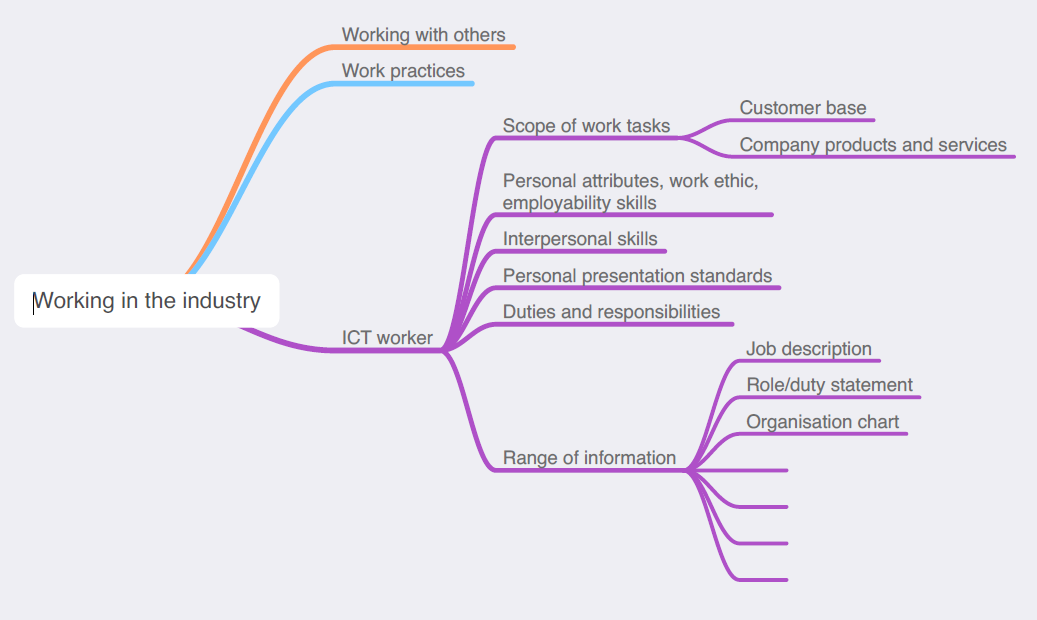 Working with others
Work practices
Customer base
Scope of work tasks
Company products and services
Personal attributes, work ethic,
employability skills
Interpersonal skills
Personal presentation standards
Working in the industry
Duties and responsibilities
ICT worker
Job description
Role/duty statement
Organisation chart
Range of information